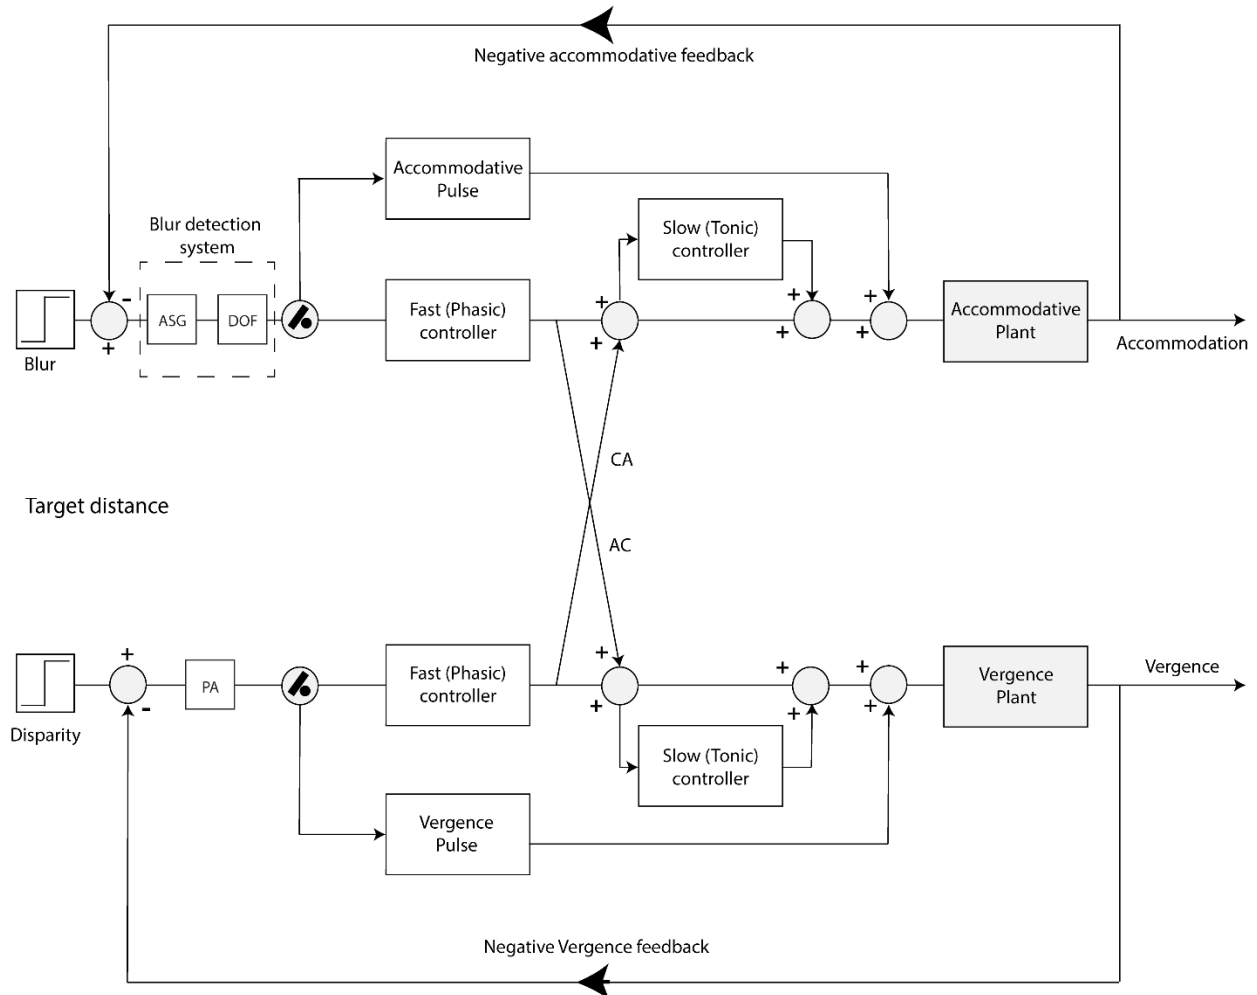 Negative accommodative feedback
Accommodative
Pulse
Blur detection
system
Slow (Tonic)
controller
-
+
ASG
DOF
Fast (Phasic)
controller
+
+
+
+
+
+
Accommodative
Plant
Accommodation
Blur
CA
Target distance
AC
+
-
PA
Fast (Phasic)
controller
+
+
+
+
+
+
Vergence
Plant
Vergence
Disparity
Slow (Tonic)
controller
Vergence
Pulse
Negative Vergence feedback